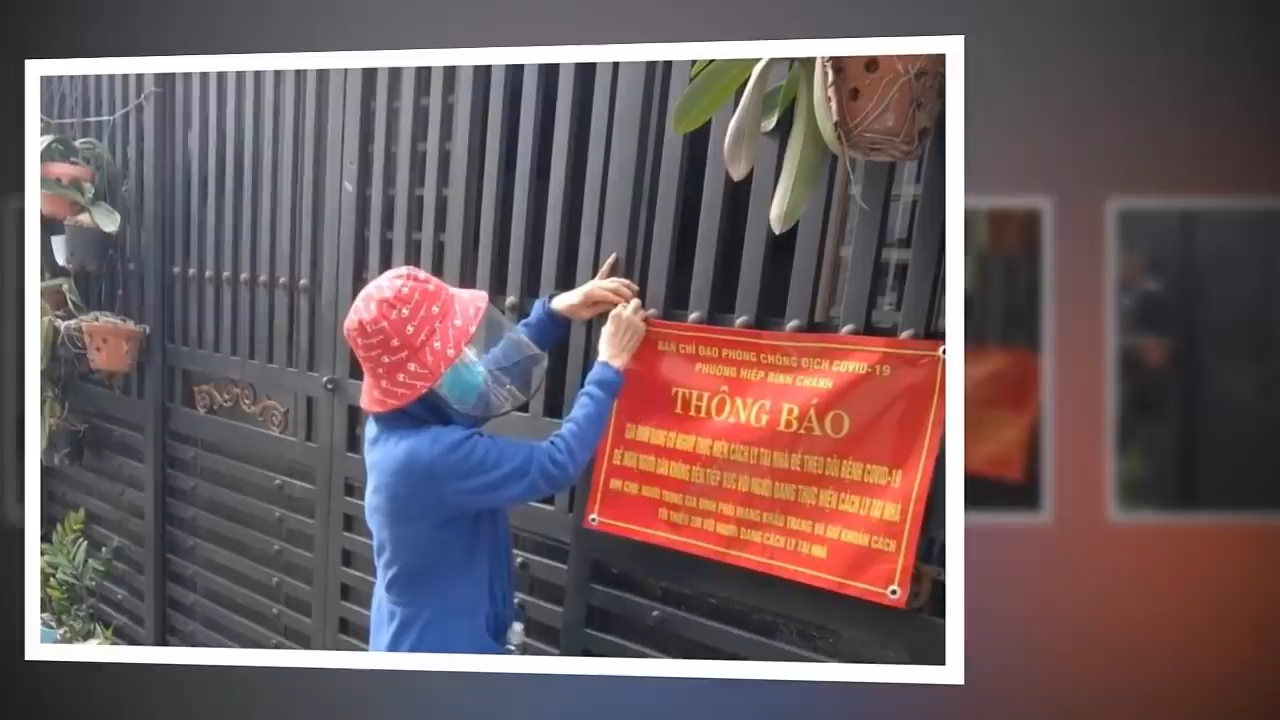 BAN CHỈ ĐẠO PHÒNG CHỐNG DỊCH COVID-19
PHƯỜNG HIỆP BÌNH CHÁNH
THÔNG BÁO
GIA ĐÌNH ĐANG CÓ NGƯỜI THỰC HIỆN CÁCH LY TẠI NHÀ ĐỂ THEO DÕI BỆNH COVID-19
ĐỀ NGHỊ NGƯỜI DÂN KHÔNG ĐẾN TIẾP XÚC VỚI NGƯỜI ĐANG THỰC HIỆN CÁCH LY TẠI NHÀ
GHI CHÚ: NGƯỜI TRONG GIA ĐÌNH PHẢI MANG KHẨU TRANG VÀ GIỮ KHOẢN CÁCH
TỐI THIỂU 2M VỚI NGƯỜI ĐANG CÁCH LY TẠI NHÀ